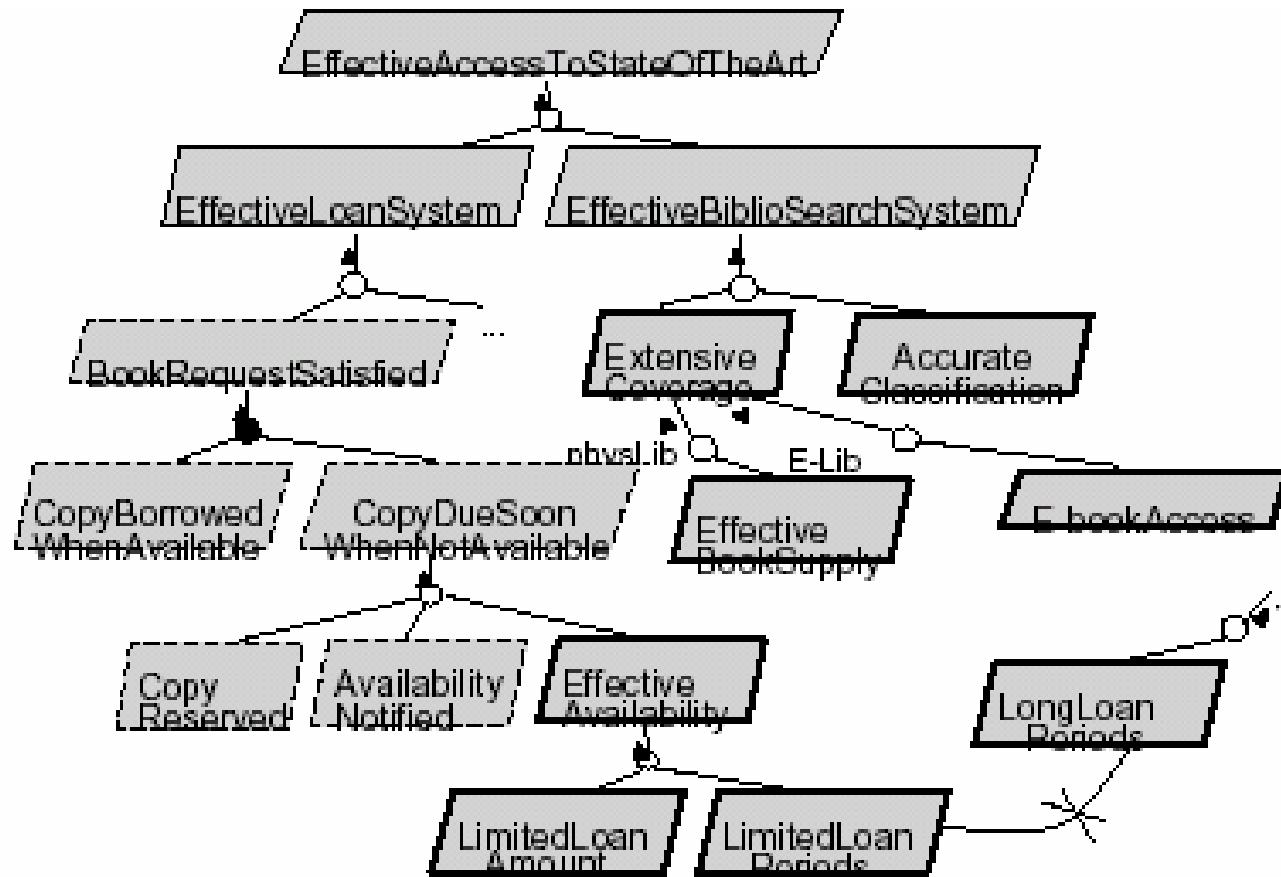 EffectiveAccessToStateOfTheArt
EffectiveLoanSystem
EffectiveBiblioSearchSystem
...
BookRequestSatisfied
Extensive
Coverage
Accurate
Classification
physLib
E-Lib
CopyBorrowed
WhenAvailable
CopyDueSoon
WhenNotAvailable
Effective
BookSupply
E-bookAccess
Copy
Reserved
Availability
Notified
Effective
Availability
LongLoan
Periods
LimitedLoan
Amount
LimitedLoan
Periods